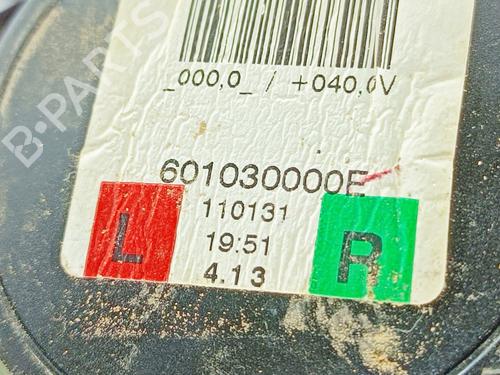 _000,0_ / +040,0V
601030000E
110131
19:51
4.13
L
R
B-PARTS